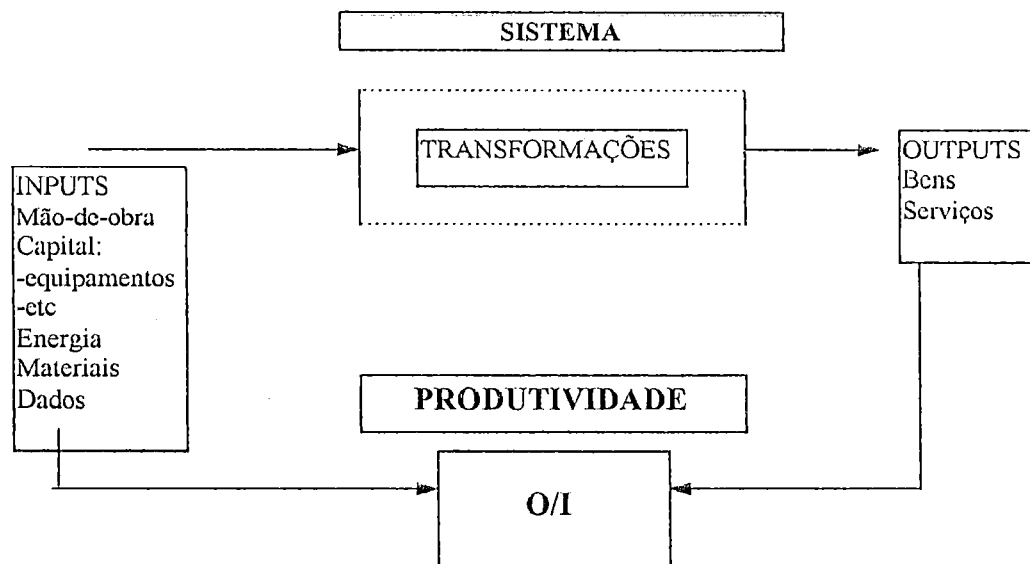 SISTEMA
TRANSFORMAÇÕES
INPUTS
Mão-de-obra
Capital:
-equipamentos
-etc
Energia
Materiais
Dados
OUTPUTS
Bens
Serviços
PRODUTIVIDADE
O/I